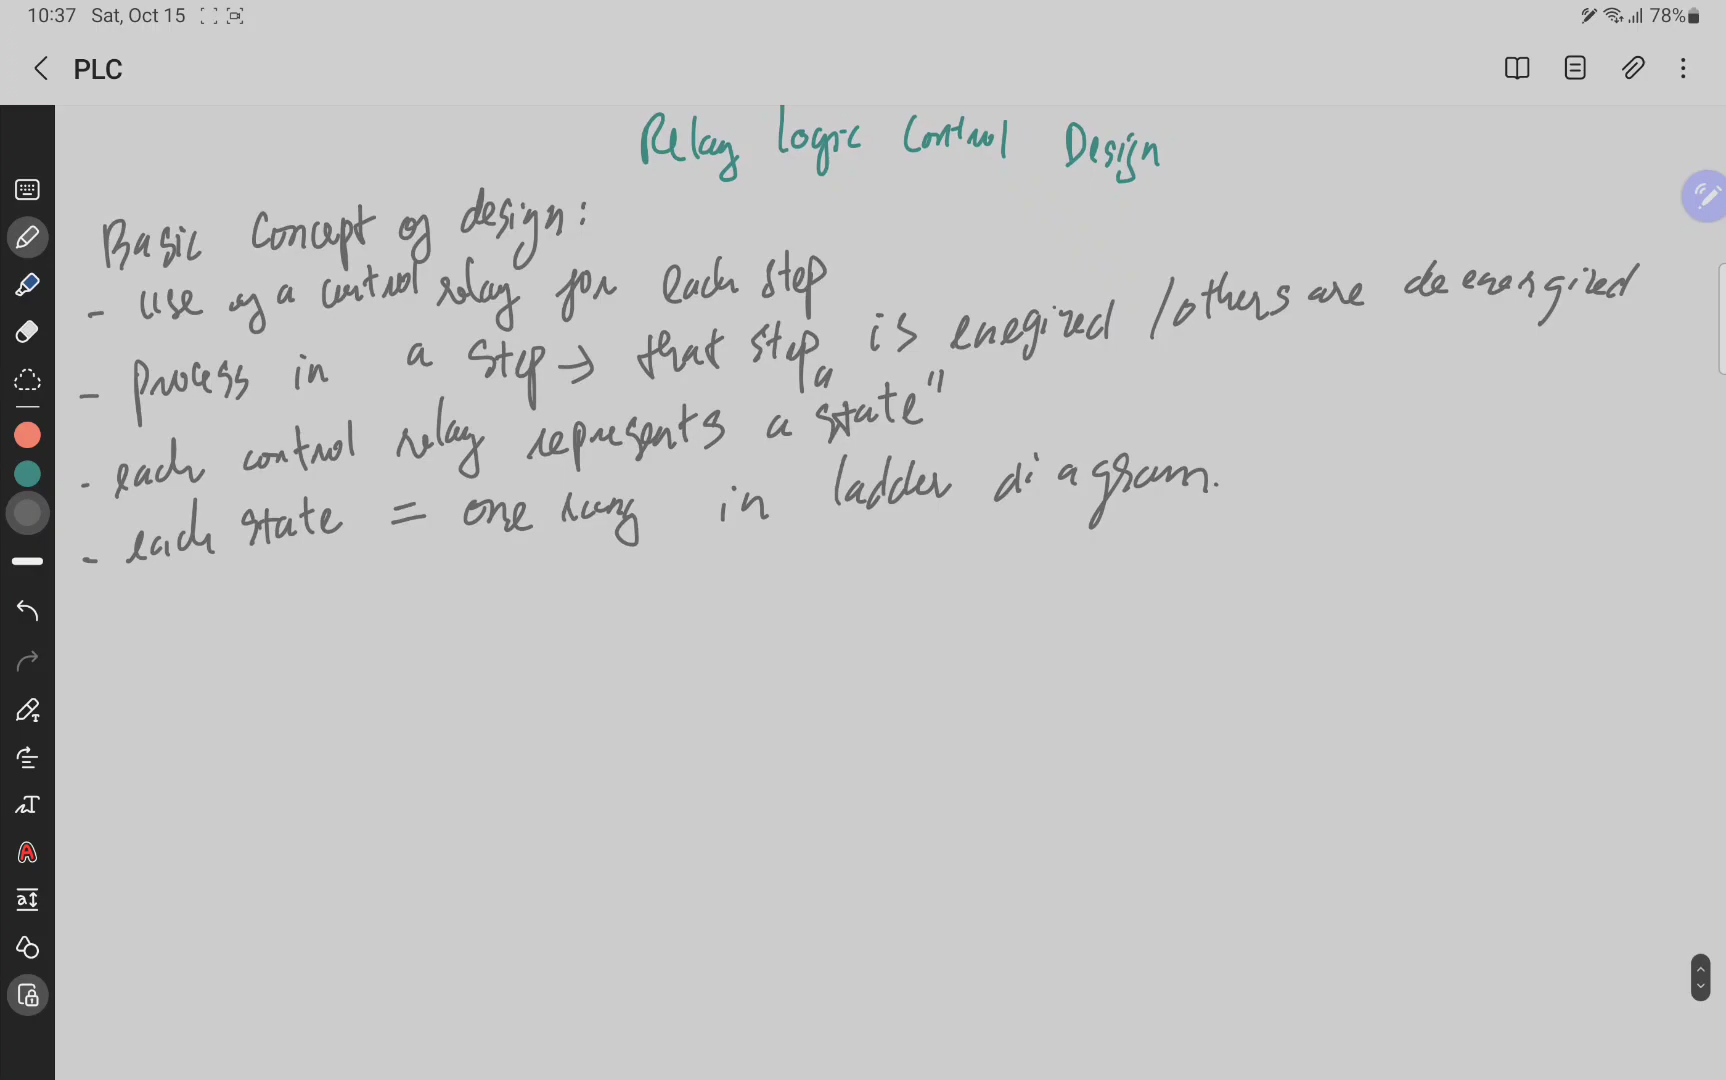 10:37 Sat, Oct 15 78%
PLC
Relay Logic Control Design
Basic Concept of design:
- use of a control relay for each step
- Process in a step → that step is enegized / others are de energized
- each control relay represents "a state"
- each state = one rung in ladder diagram.